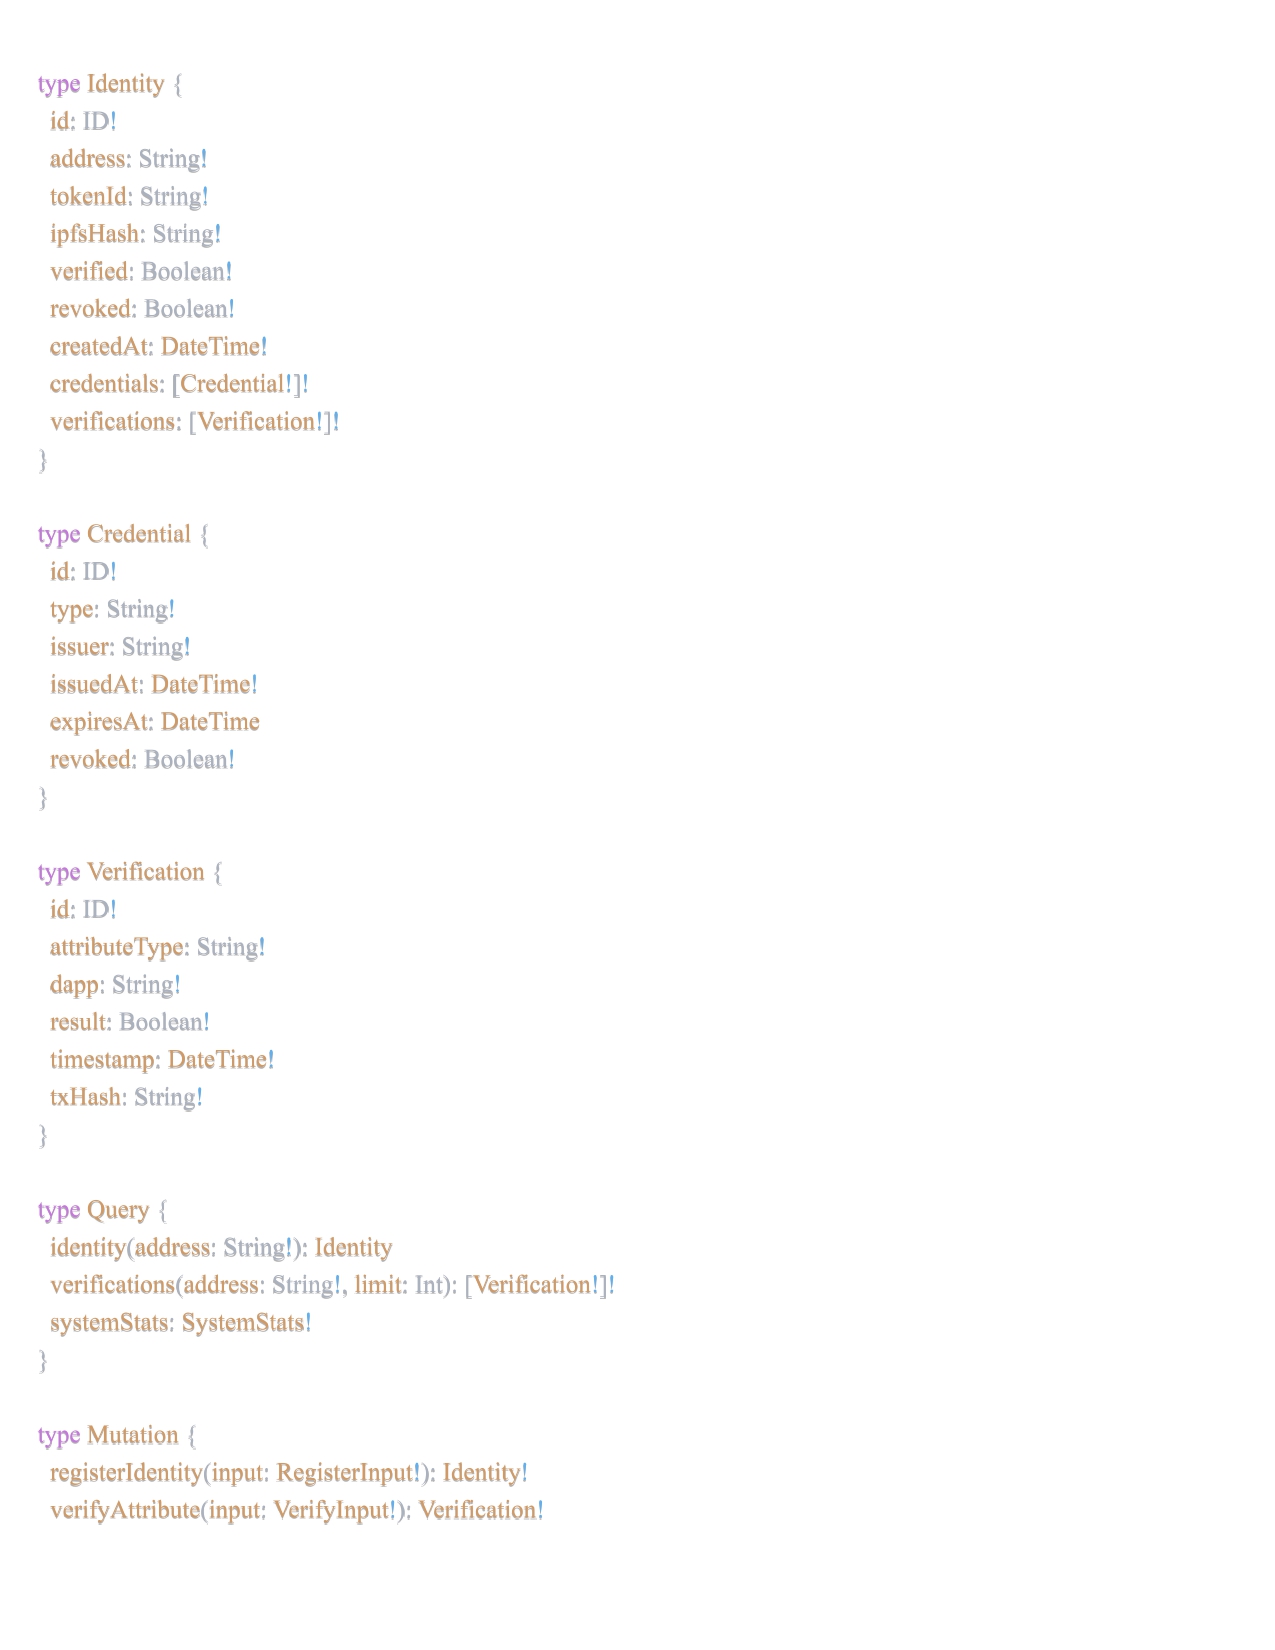 type Identity {
  id: ID!
  address: String!
  tokenId: String!
  ipfsHash: String!
  verified: Boolean!
  revoked: Boolean!
  createdAt: DateTime!
  credentials: [Credential!]!
  verifications: [Verification!]!
}

type Credential {
  id: ID!
  type: String!
  issuer: String!
  issuedAt: DateTime!
  expiresAt: DateTime
  revoked: Boolean!
}

type Verification {
  id: ID!
  attributeType: String!
  dapp: String!
  result: Boolean!
  timestamp: DateTime!
  txHash: String!
}

type Query {
  identity(address: String!): Identity
  verifications(address: String!, limit: Int): [Verification!]!
  systemStats: SystemStats!
}

type Mutation {
  registerIdentity(input: RegisterInput!): Identity!
  verifyAttribute(input: VerifyInput!): Verification!